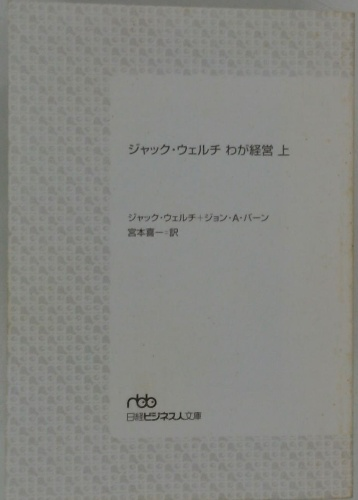 ジャック・ウェルチ わが経営 上
ジャック・ウェルチ+ジョン・A・バーン
宮本喜一=訳
nbb
日経ビジネス人文庫